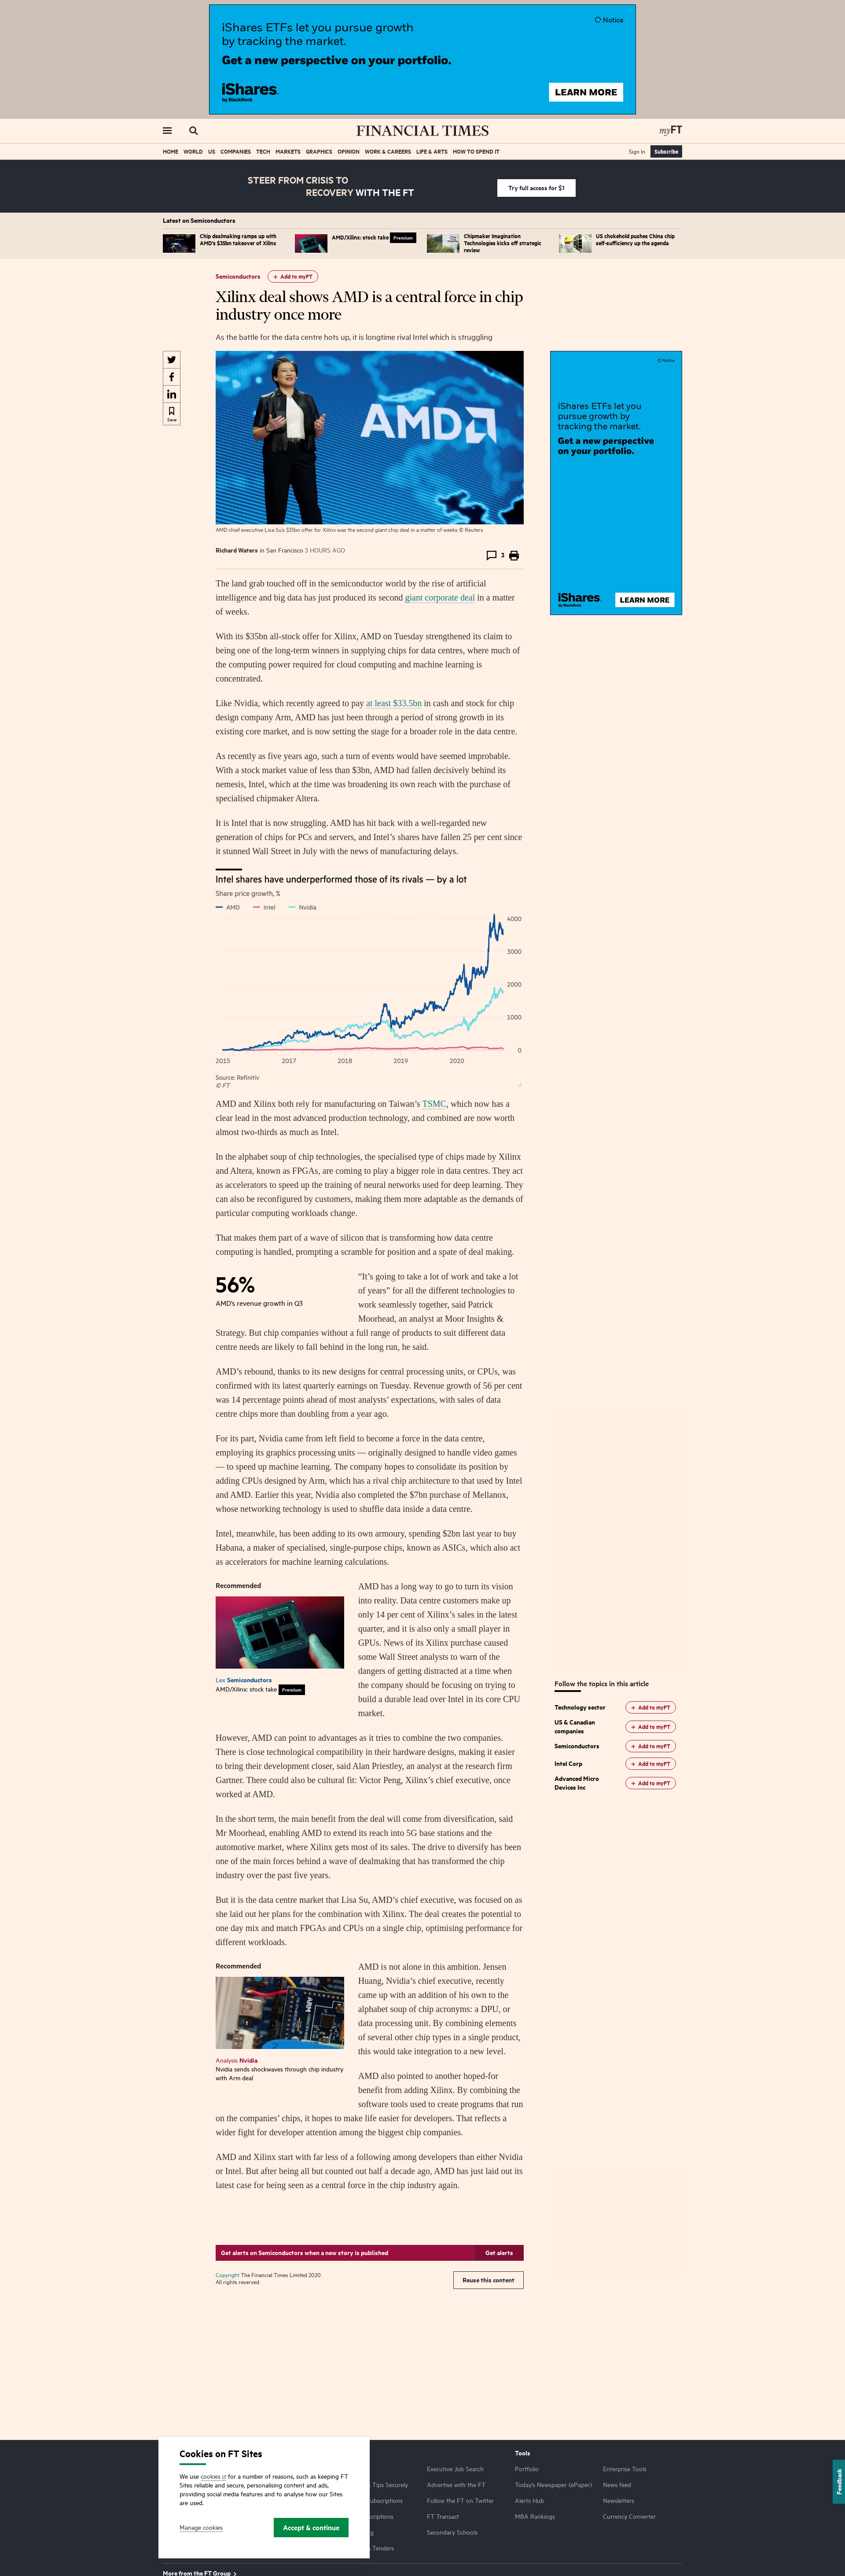 iShares ETFs let you pursue growth
by tracking the market.
Get a new perspective on your portfolio.
Notice
iShares.
by BlackRock
LEARN MORE
FINANCIAL TIMES
myFT
HOME WORLD US COMPANIES TECH MARKETS GRAPHICS OPINION WORK & CAREERS LIFE & ARTS HOW TO SPEND IT
Sign In Subscribe
STEER FROM CRISIS TO
RECOVERY WITH THE FT
Try full access for $1
Latest on Semiconductors
Chip dealmaking ramps up with
AMD's $35bn takeover of Xilinx
AMD/Xilinx: stock take Premium
Chipmaker Imagination
Technologies kicks off strategic
review
US chokehold pushes China chip
self-sufficiency up the agenda
Semiconductors + Add to myFT
Xilinx deal shows AMD is a central force in chip
industry once more
As the battle for the data centre hots up, it is longtime rival Intel which is struggling
Save
AMD
AMD chief executive Lisa Su's $35bn offer for Xilinx was the second giant chip deal in a matter of weeks © Reuters
Richard Waters in San Francisco 3 HOURS AGO
3
Notice
iShares ETFs let you
pursue growth by
tracking the market.
Get a new perspective
on your portfolio.
iShares.
by BlackRock
LEARN MORE
The land grab touched off in the semiconductor world by the rise of artificial
intelligence and big data has just produced its second giant corporate deal in a matter
of weeks.
With its $35bn all-stock offer for Xilinx, AMD on Tuesday strengthened its claim to
being one of the long-term winners in supplying chips for data centres, where much of
the computing power required for cloud computing and machine learning is
concentrated.
Like Nvidia, which recently agreed to pay at least $33.5bn in cash and stock for chip
design company Arm, AMD has just been through a period of strong growth in its
existing core market, and is now setting the stage for a broader role in the data centre.
As recently as five years ago, such a turn of events would have seemed improbable.
With a stock market value of less than $3bn, AMD had fallen decisively behind its
nemesis, Intel, which at the time was broadening its own reach with the purchase of
specialised chipmaker Altera.
It is Intel that is now struggling. AMD has hit back with a well-regarded new
generation of chips for PCs and servers, and Intel's shares have fallen 25 per cent since
it stunned Wall Street in July with the news of manufacturing delays.
Intel shares have underperformed those of its rivals — by a lot
Share price growth, %
AMD Intel Nvidia
4000
3000
2000
1000
0
2015 2017 2018 2019 2020
Source: Refinitiv
© FT
AMD and Xilinx both rely for manufacturing on Taiwan's TSMC, which now has a
clear lead in the most advanced production technology, and combined are now worth
almost two-thirds as much as Intel.
In the alphabet soup of chip technologies, the specialised type of chips made by Xilinx
and Altera, known as FPGAs, are coming to play a bigger role in data centres. They act
as accelerators to speed up the training of neural networks used for deep learning. They
can also be reconfigured by customers, making them more adaptable as the demands of
particular computing workloads change.
That makes them part of a wave of silicon that is transforming how data centre
computing is handled, prompting a scramble for position and a spate of deal making.
56%
AMD's revenue growth in Q3
"It's going to take a lot of work and take a lot
of years" for all the different technologies to
work seamlessly together, said Patrick
Moorhead, an analyst at Moor Insights &
Strategy. But chip companies without a full range of products to suit different data
centre needs are likely to fall behind in the long run, he said.
AMD's rebound, thanks to its new designs for central processing units, or CPUs, was
confirmed with its latest quarterly earnings on Tuesday. Revenue growth of 56 per cent
was 14 percentage points ahead of most analysts' expectations, with sales of data
centre chips more than doubling from a year ago.
For its part, Nvidia came from left field to become a force in the data centre,
employing its graphics processing units — originally designed to handle video games
— to speed up machine learning. The company hopes to consolidate its position by
adding CPUs designed by Arm, which has a rival chip architecture to that used by Intel
and AMD. Earlier this year, Nvidia also completed the $7bn purchase of Mellanox,
whose networking technology is used to shuffle data inside a data centre.
Intel, meanwhile, has been adding to its own armoury, spending $2bn last year to buy
Habana, a maker of specialised, single-purpose chips, known as ASICs, which also act
as accelerators for machine learning calculations.
Recommended
Lex Semiconductors
AMD/Xilinx: stock take Premium
AMD has a long way to go to turn its vision
into reality. Data centre customers make up
only 14 per cent of Xilinx's sales in the latest
quarter, and it is also only a small player in
GPUs. News of its Xilinx purchase caused
some Wall Street analysts to warn of the
dangers of getting distracted at a time when
the company should be focusing on trying to
build a durable lead over Intel in its core CPU
market.
Follow the topics in this article
Technology sector + Add to myFT
US & Canadian
companies + Add to myFT
Semiconductors + Add to myFT
Intel Corp + Add to myFT
Advanced Micro
Devices Inc + Add to myFT
However, AMD can point to advantages as it tries to combine the two companies.
There is close technological compatibility in their hardware designs, making it easier
to bring their development closer, said Alan Priestley, an analyst at the research firm
Gartner. There could also be cultural fit: Victor Peng, Xilinx's chief executive, once
worked at AMD.
In the short term, the main benefit from the deal will come from diversification, said
Mr Moorhead, enabling AMD to extend its reach into 5G base stations and the
automotive market, where Xilinx gets most of its sales. The drive to diversify has been
one of the main forces behind a wave of dealmaking that has transformed the chip
industry over the past five years.
But it is the data centre market that Lisa Su, AMD's chief executive, was focused on as
she laid out her plans for the combination with Xilinx. The deal creates the potential to
one day mix and match FPGAs and CPUs on a single chip, optimising performance for
different workloads.
Recommended
Analysis Nvidia
Nvidia sends shockwaves through chip industry
with Arm deal
AMD is not alone in this ambition. Jensen
Huang, Nvidia's chief executive, recently
came up with an addition of his own to the
alphabet soup of chip acronyms: a DPU, or
data processing unit. By combining elements
of several other chip types in a single product,
this would take integration to a new level.
AMD also pointed to another hoped-for
benefit from adding Xilinx. By combining the
software tools used to create programs that run
on the companies' chips, it hopes to make life easier for developers. That reflects a
wider fight for developer attention among the biggest chip companies.
AMD and Xilinx start with far less of a following among developers than either Nvidia
or Intel. But after being all but counted out half a decade ago, AMD has just laid out its
latest case for being seen as a central force in the chip industry again.
Get alerts on Semiconductors when a new story is published Get alerts
Copyright The Financial Times Limited 2020.
All rights reserved.
Reuse this content
Cookies on FT Sites
We use cookies for a number of reasons, such as keeping FT
Sites reliable and secure, personalising content and ads,
providing social media features and to analyse how our Sites
are used.
Manage cookies Accept & continue
Tips Securely
Tenders
Executive Job Search
Advertise with the FT
Follow the FT on Twitter
FT Transact
Secondary Schools
Tools
Portfolio
Today's Newspaper (ePaper)
Alerts Hub
MBA Rankings
Enterprise Tools
News feed
Newsletters
Currency Converter
Feedback
More from the FT Group